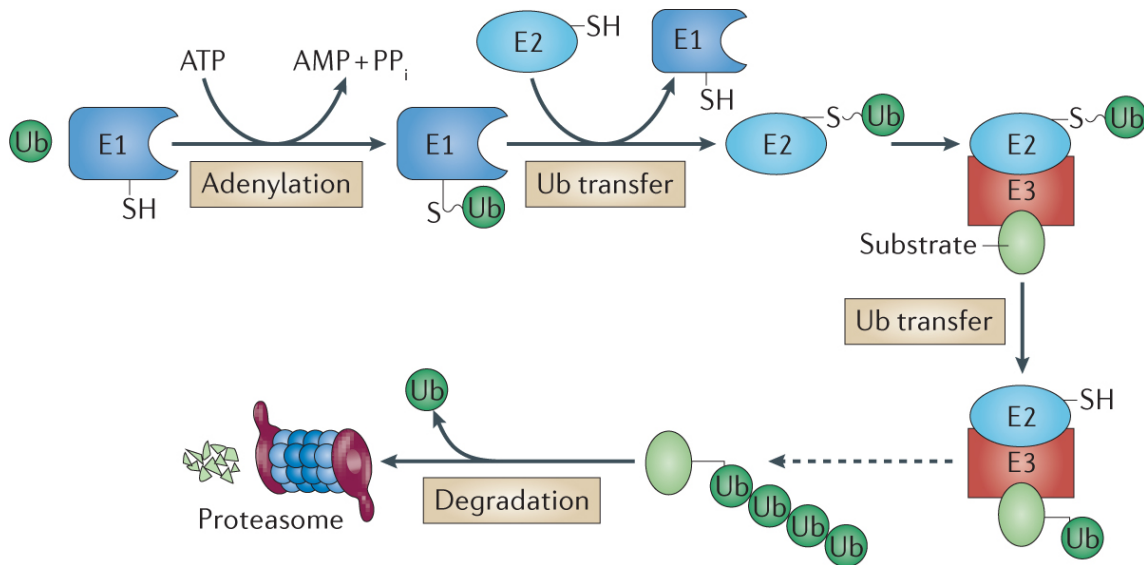 ATP
AMP + PPi
E2
SH
E1
SH
Ub
E1
SH
Adenylation
E1
S
Ub
Ub transfer
E2
S
Ub
E2
S
Ub
E3
Substrate
Ub transfer
E2
SH
E3
Ub
Ub
Ub
Ub
Ub
Ub
Degradation
Proteasome